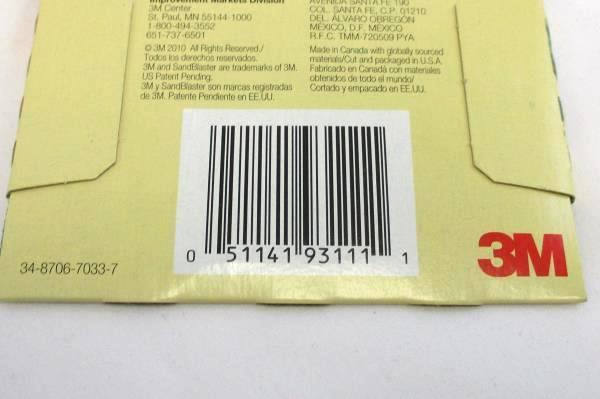 Improvement Markets Division
3M Center
St. Paul, MN 55144-1000
1-800-494-3552
651-737-6501
© 3M 2010 All Rights Reserved./
Todos los derechos reservados.
3M and SandBlaster are trademarks of 3M.
US Patent Pending.
3M y SandBlaster son marcas registradas
de 3M. Patente Pendiente en EE.UU.
AVENIDA SANTA FE 190
COL. SANTA FE, C.P. 01210
DEL. ÁLVARO OBREGÓN
MÉXICO, D.F. MÉXICO
R.F.C. TMM-720509 PYA
Made in Canada with globally sourced
materials/Cut and packaged in U.S.A.
Fabricado en Canadá con materiales
obtenidos de todo el mundo/
Cortado y empacado en EE.UU.
0 51141 93111 1
34-8706-7033-7
3M